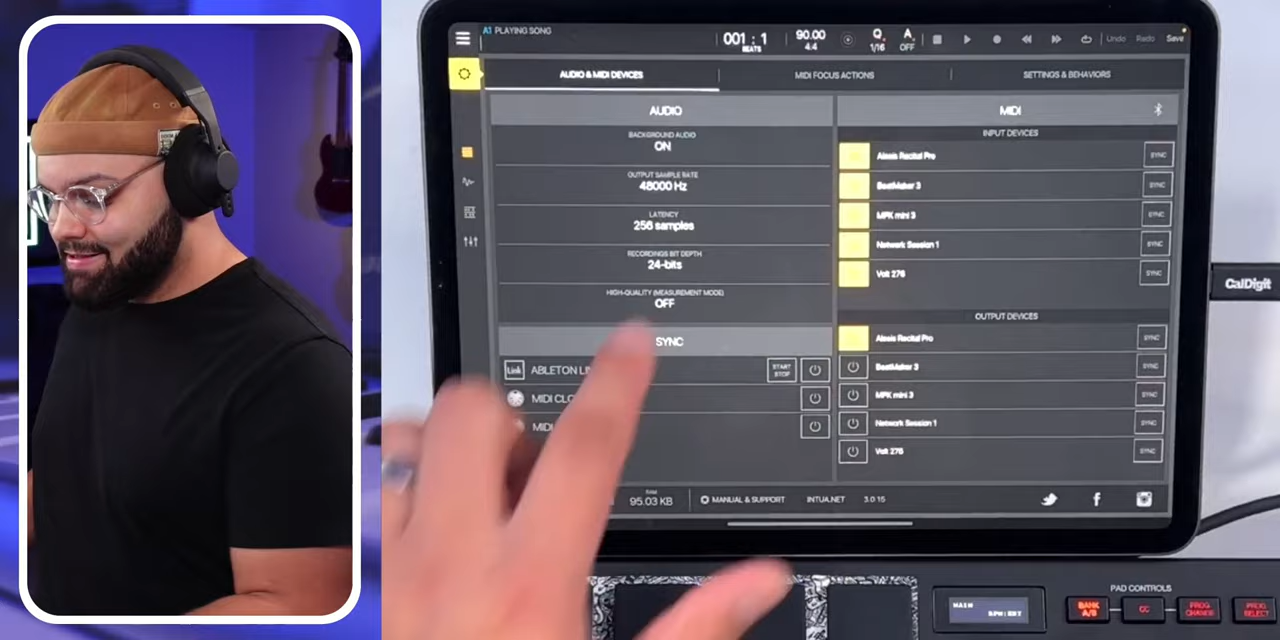 A1 PLAYING SONG
001 : 1
BEATS
90.00
4.4
Q
1/16
A
OFF
Undo
Redo
Save
AUDIO & MIDI DEVICES
MIDI FOCUS ACTIONS
SETTINGS & BEHAVIORS
AUDIO
BACKGROUND AUDIO
ON
OUTPUT SAMPLE RATE
48000 Hz
LATENCY
256 samples
RECORDINGS BIT DEPTH
24-bits
HIGH-QUALITY (MEASUREMENT MODE)
OFF
SYNC
Link
ABLETON
START
STOP
MIDI
MIDI
MIDI
INPUT DEVICES
Alesis Recital Pro
SYNC
BeatMaker 3
SYNC
MPK mini 3
SYNC
Network Session 1
SYNC
Volt 276
SYNC
OUTPUT DEVICES
Alesis Recital Pro
SYNC
BeatMaker 3
SYNC
MPK mini 3
SYNC
Network Session 1
SYNC
Volt 276
SYNC
RAM
95.03 KB
MANUAL & SUPPORT
INTUA.NET
3.0.15
CalDigit
PAD CONTROLS
MAIN
BANK
A/B
CC
PROG
CHANGE
PROG
SELECT